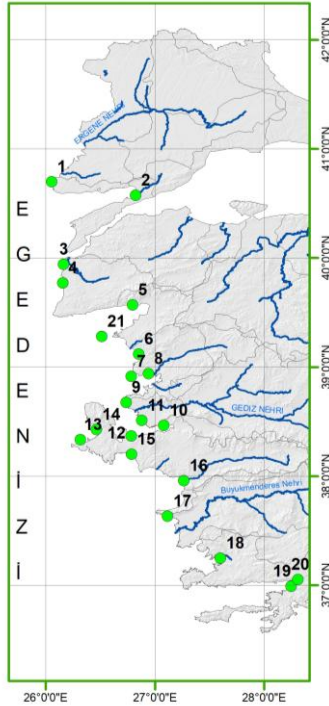 42°0'0"N
ERGENE NEHRİ
41°0'0"N
1
2
E
G
E
D
E
N
İ
Z
İ
3
40°0'0"N
4
5
21
6
39°0'0"N
7
8
9
GEDIZ NEHRI
14
11
10
13
12
15
38°0'0"N
16
Büyükmenderes Nehri
17
18
37°0'0"N
19
20
26°0'0"E
27°0'0"E
28°0'0"E